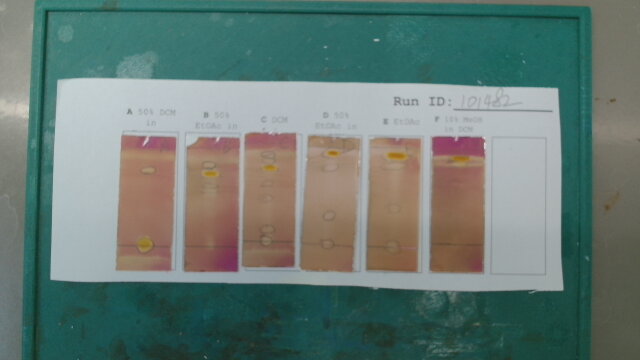 Run ID: 101482
A 50% DCM
in
B 50%
EtOAc in
C DCM
D 50%
EtOAc in
E EtOAc
F 10% MeOH
in DCM